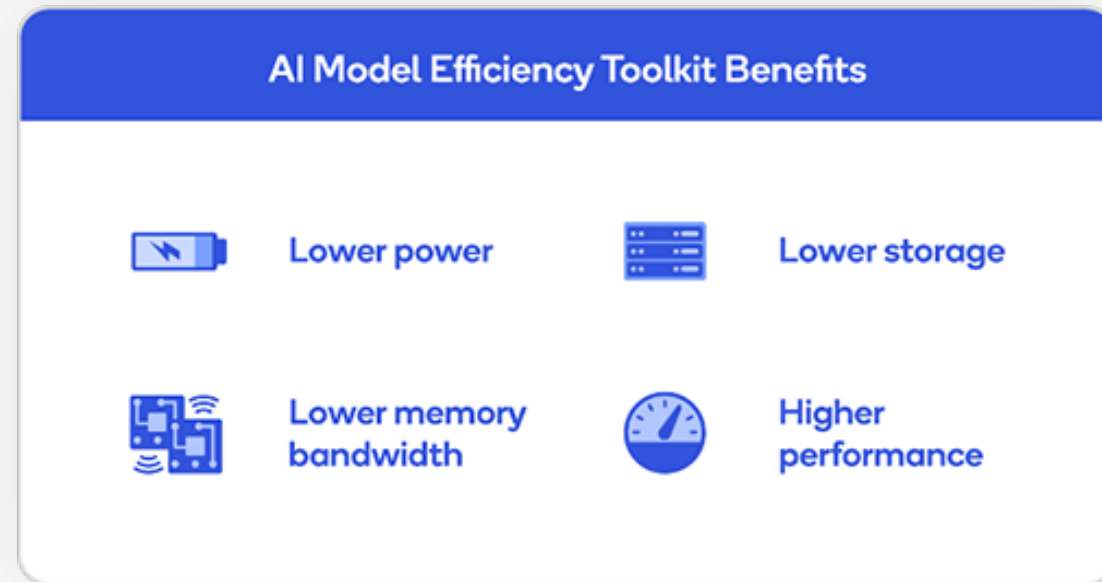 AI Model Efficiency Toolkit Benefits
Lower power
Lower storage
Lower memory
bandwidth
Higher
performance